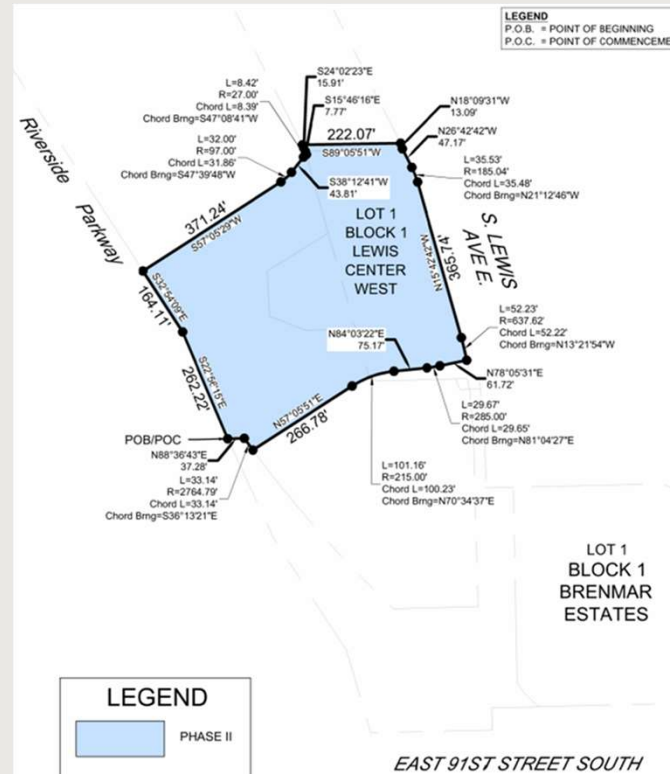 LEGEND
P.O.B. = POINT OF BEGINNING
P.O.C. = POINT OF COMMENCEME
S24°02'23"E
15.91'
L=8.42'
R=27.00'
Chord L=8.39'
Chord Brng=S47°08'41"W
S15°46'16"E
7.77'
N18°09'31"W
13.09'
222.07'
S89°05'51"W
N26°42'42"W
47.17'
L=32.00'
R=97.00'
Chord L=31.86'
Chord Brng=S47°39'48"W
L=35.53'
R=185.04'
Chord L=35.48'
Chord Brng=N21°12'46"W
S38°12'41"W
43.81'
Riverside
Parkway
371.24'
S57°05'29"W
LOT 1
BLOCK 1
LEWIS
CENTER
WEST
S. LEWIS
AVE E.
365.74'
N15°42'42"W
S32°54'09"E
164.11'
L=52.23'
R=637.62'
Chord L=52.22'
Chord Brng=N13°21'54"W
N84°03'22"E
75.17'
S22°56'15"E
262.22'
N78°05'31"E
61.72'
L=29.67'
R=285.00'
Chord L=29.65'
Chord Brng=N81°04'27"E
N57°05'51"E
266.78'
POB/POC
N88°36'43"E
37.28'
L=33.14'
R=2764.79'
Chord L=33.14'
Chord Brng=S36°13'21"E
L=101.16'
R=215.00'
Chord L=100.23'
Chord Brng=N70°34'37"E
LOT 1
BLOCK 1
BRENMAR
ESTATES
LEGEND
PHASE II
EAST 91ST STREET SOUTH